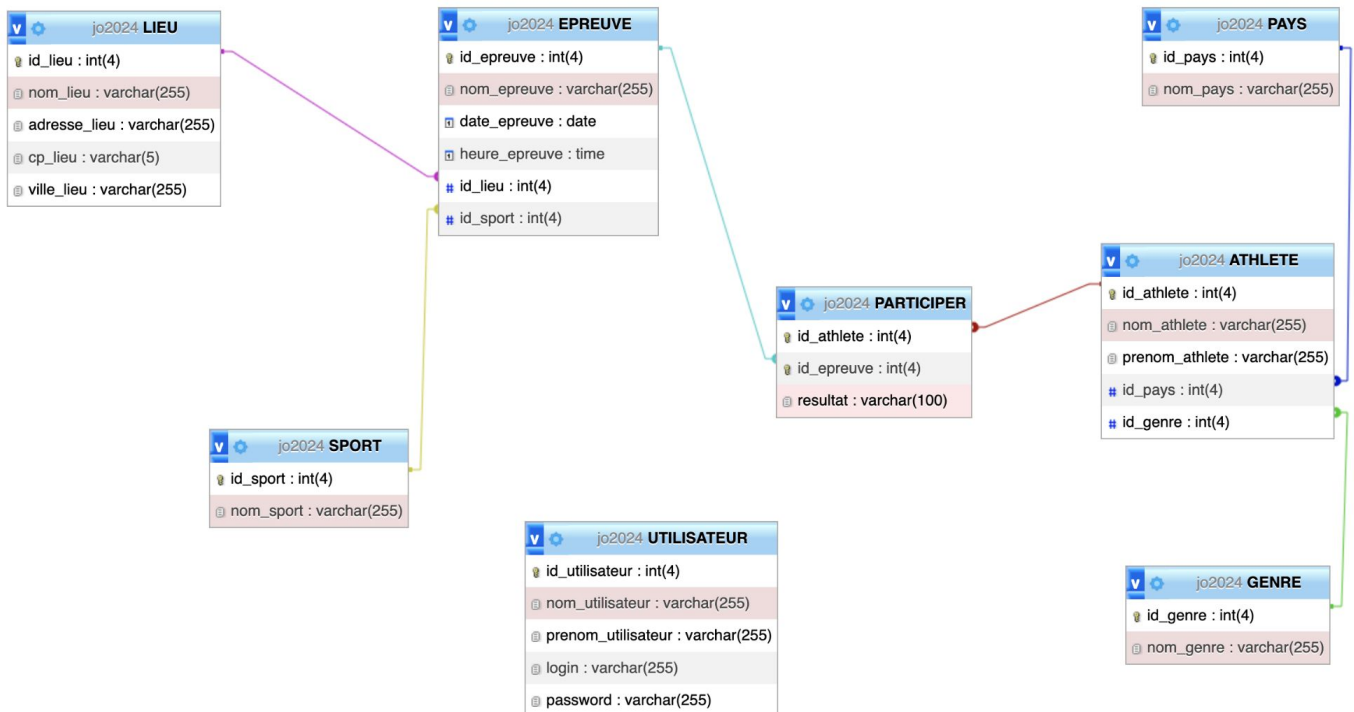 jo2024 LIEU
id_lieu : int(4)
nom_lieu : varchar(255)
adresse_lieu : varchar(255)
cp_lieu : varchar(5)
ville_lieu : varchar(255)
jo2024 EPREUVE
id_epreuve : int(4)
nom_epreuve : varchar(255)
date_epreuve : date
heure_epreuve : time
id_lieu : int(4)
id_sport : int(4)
jo2024 PAYS
id_pays : int(4)
nom_pays : varchar(255)
jo2024 ATHLETE
id_athlete : int(4)
nom_athlete : varchar(255)
prenom_athlete : varchar(255)
id_pays : int(4)
id_genre : int(4)
jo2024 PARTICIPER
id_athlete : int(4)
id_epreuve : int(4)
resultat : varchar(100)
jo2024 SPORT
id_sport : int(4)
nom_sport : varchar(255)
jo2024 UTILISATEUR
id_utilisateur : int(4)
nom_utilisateur : varchar(255)
prenom_utilisateur : varchar(255)
login : varchar(255)
password : varchar(255)
jo2024 GENRE
id_genre : int(4)
nom_genre : varchar(255)